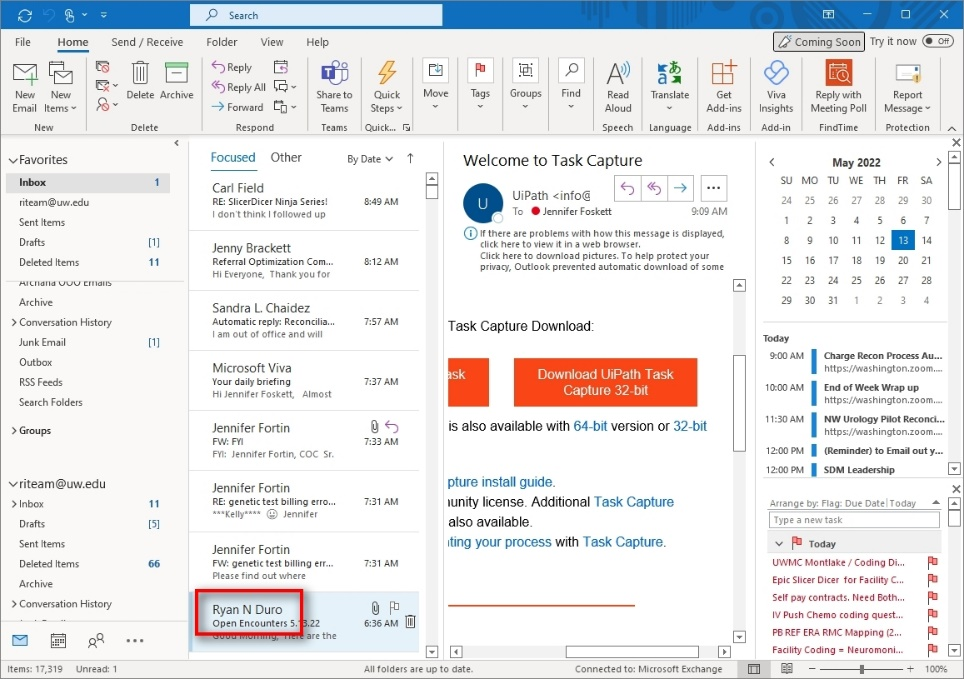 Search
File Home Send / Receive Folder View Help
Coming Soon Try it now Off
New Email
New Items
Delete
Archive
Reply
Reply All
Forward
Share to Teams
Quick Steps
Move
Tags
Groups
Find
Read Aloud
Translate
Get Add-ins
Viva Insights
Reply with Meeting Poll
Report Message
New Delete Respond Teams Quick... Speech Language Add-ins Add-in FindTime Protection
Favorites
Inbox 1
riteam@uw.edu
Sent Items
Drafts [1]
Deleted Items 11
Archana OOO Emails
Archive
Conversation History
Junk Email [1]
Outbox
RSS Feeds
Search Folders
Groups
riteam@uw.edu
Inbox 11
Drafts [5]
Sent Items
Deleted Items 66
Archive
Conversation History
Focused Other By Date
Carl Field
RE: SlicerDicer Ninja Series! 8:49 AM
I don't think I followed up
Jenny Brackett
Referral Optimization Com... 8:12 AM
Hi Everyone, Thank you for
Sandra L. Chaidez
Automatic reply: Reconcilia... 7:57 AM
I am out of office and will
Microsoft Viva
Your daily briefing 7:37 AM
Hi Jennifer Foskett, Almost
Jennifer Fortin
FW: FYI 7:33 AM
FYI: Jennifer Fortin, COC Sr.
Jennifer Fortin
RE: genetic test billing erro... 7:31 AM
***Kelly**** Jennifer
Jennifer Fortin
FW: genetic test billing err... 7:31 AM
Please find out where
Ryan N Duro
Open Encounters 5.13.22 6:36 AM
Good Morning, Here are the
Welcome to Task Capture
U
UiPath <info@
To Jennifer Foskett 9:09 AM
If there are problems with how this message is displayed,
click here to view it in a web browser.
Click here to download pictures. To help protect your
privacy, Outlook prevented automatic download of some
Task Capture Download:
ask
Download UiPath Task
Capture 32-bit
is also available with 64-bit version or 32-bit
pture install guide.
unity license. Additional Task Capture
also available.
ting your process with Task Capture.
May 2022
SU MO TU WE TH FR SA
24 25 26 27 28 29 30
1 2 3 4 5 6 7
8 9 10 11 12 13 14
15 16 17 18 19 20 21
22 23 24 25 26 27 28
29 30 31 1 2 3 4
Today
9:00 AM Charge Recon Process Au...
https://washington.zoom....
10:00 AM End of Week Wrap up
https://washington.zoom....
11:30 AM NW Urology Pilot Reconci...
https://washington.zoom....
12:00 PM (Reminder) to Email out y...
12:00 PM SDM Leadership
Arrange by: Flag: Due Date Today
Type a new task
Today
UWMC Montlake / Coding Di...
Epic Slicer Dicer for Facility C...
Self pay contracts. Need Both...
IV Push Chemo coding quest...
PB REF ERA RMC Mapping (2...
Facility Coding = Neuromoni...
Items: 17,319 Unread: 1 All folders are up to date. Connected to: Microsoft Exchange 100%